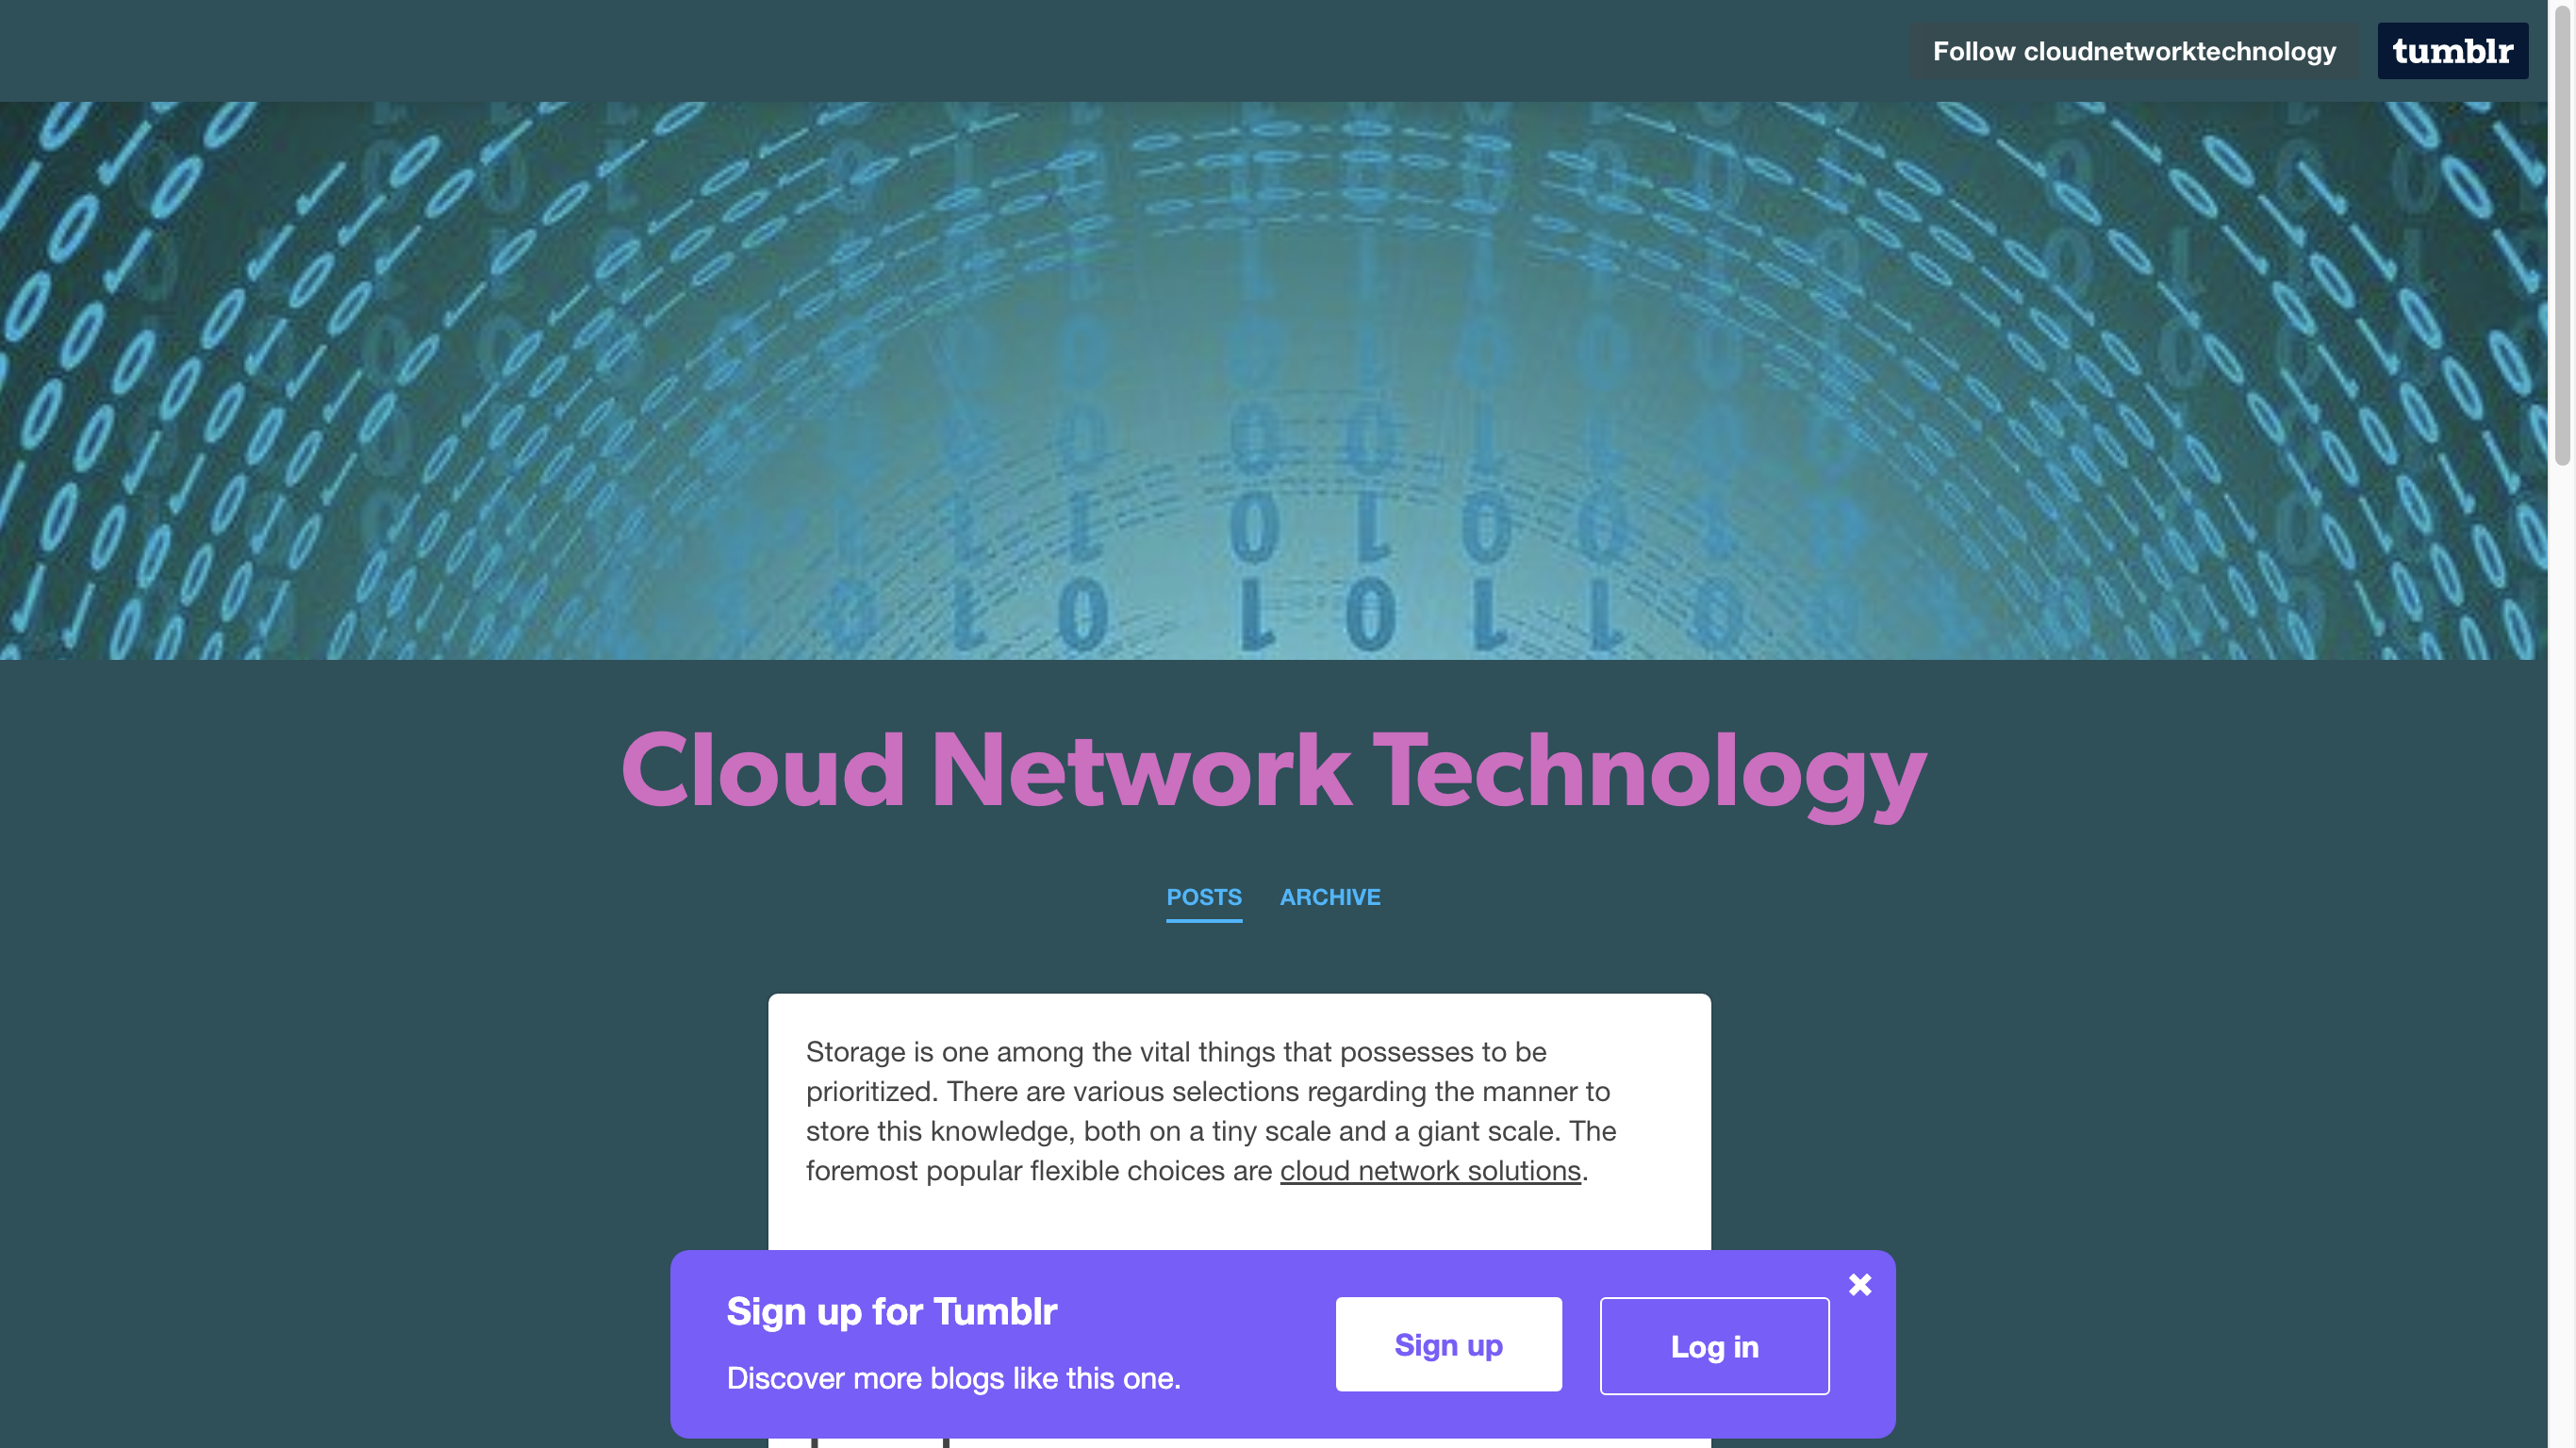 Follow cloudnetworktechnology
tumblr
Cloud Network Technology
POSTS ARCHIVE
Storage is one among the vital things that possesses to be
prioritized. There are various selections regarding the manner to
store this knowledge, both on a tiny scale and a giant scale. The
foremost popular flexible choices are cloud network solutions.
Sign up for Tumblr
Discover more blogs like this one.
Sign up
Log in